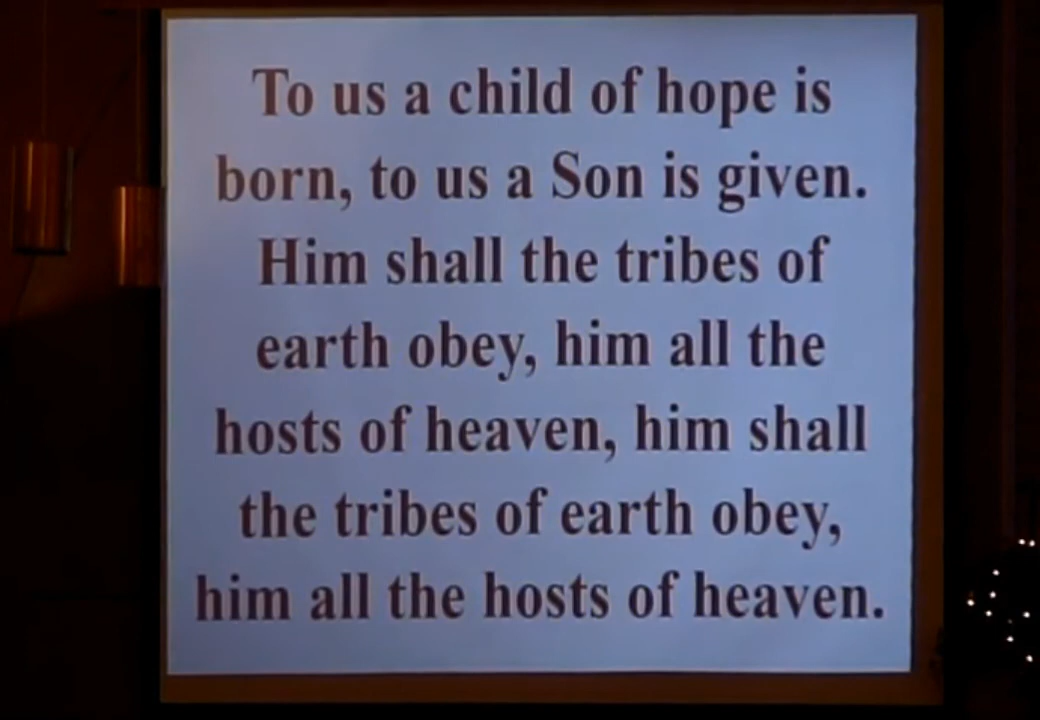 To us a child of hope is
born, to us a Son is given.
Him shall the tribes of
earth obey, him all the
hosts of heaven, him shall
the tribes of earth obey,
him all the hosts of heaven.